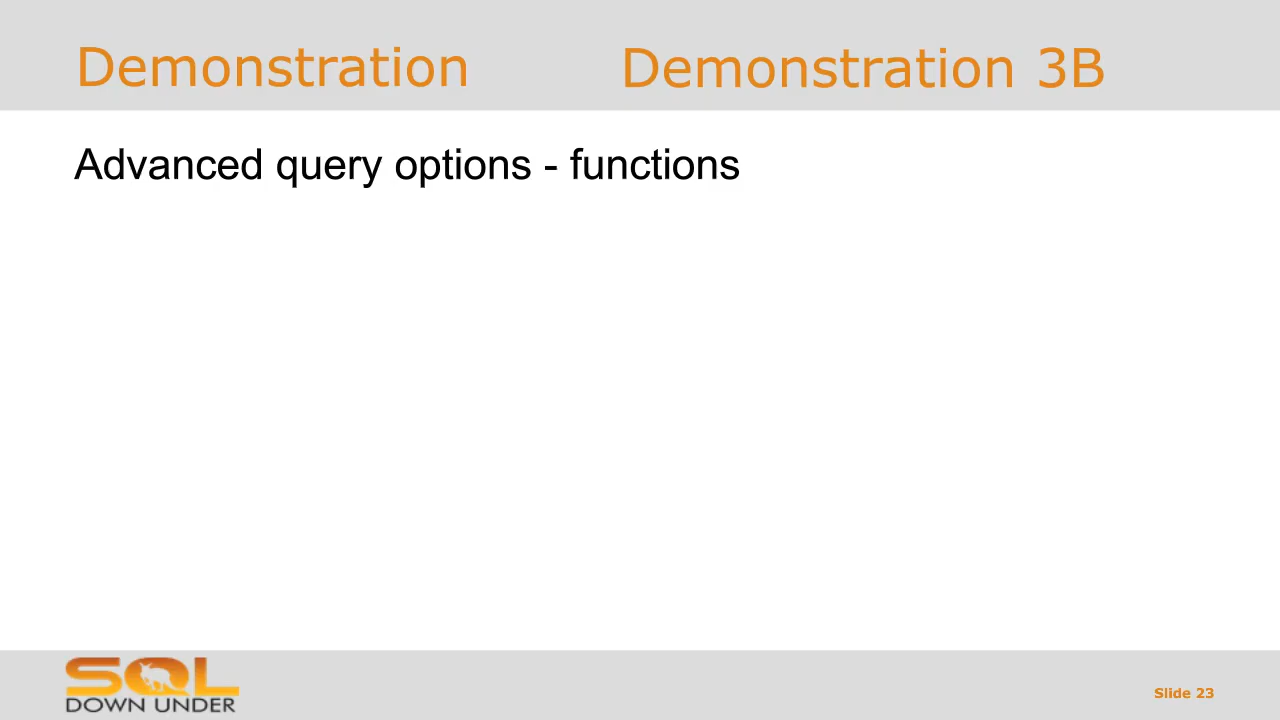 Demonstration Demonstration 3B
Advanced query options - functions
SQL
DOWN UNDER
Slide 23